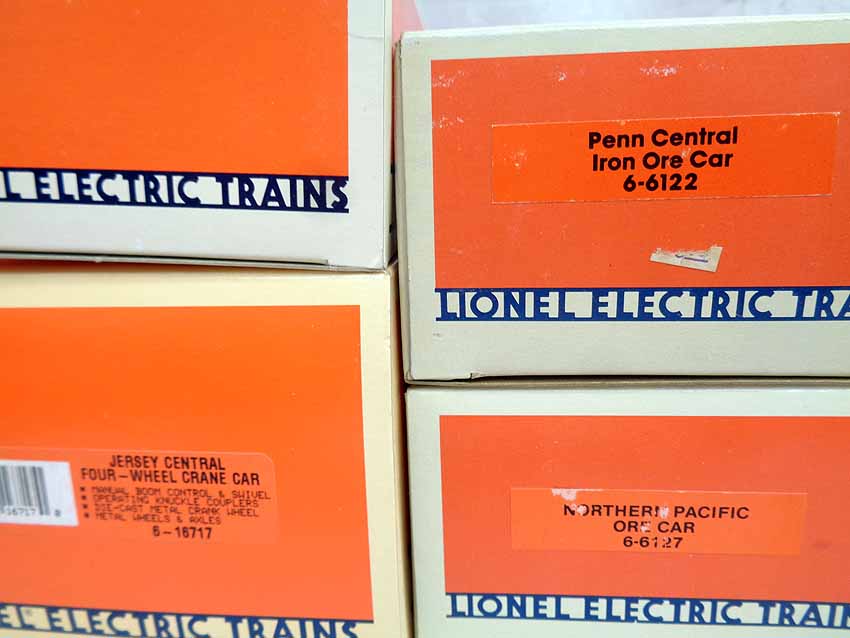 L ELECTRIC TRAINS
Penn Central
Iron Ore Car
6-6122
LIONEL ELECTRIC TRA
JERSEY CENTRAL
FOUR-WHEEL CRANE CAR
* MANUAL BOOM CONTROL & SWIVEL
* OPERATING KNUCKLE COUPLERS
* DIE-CAST METAL CRANK WHEEL
* METAL WHEELS & AXLES
6-16717
16717
EL ELECTRIC TRAINS
NORTHERN PACIFIC
ORE CAR
6-6127
LIONEL ELECTRIC TRAIN